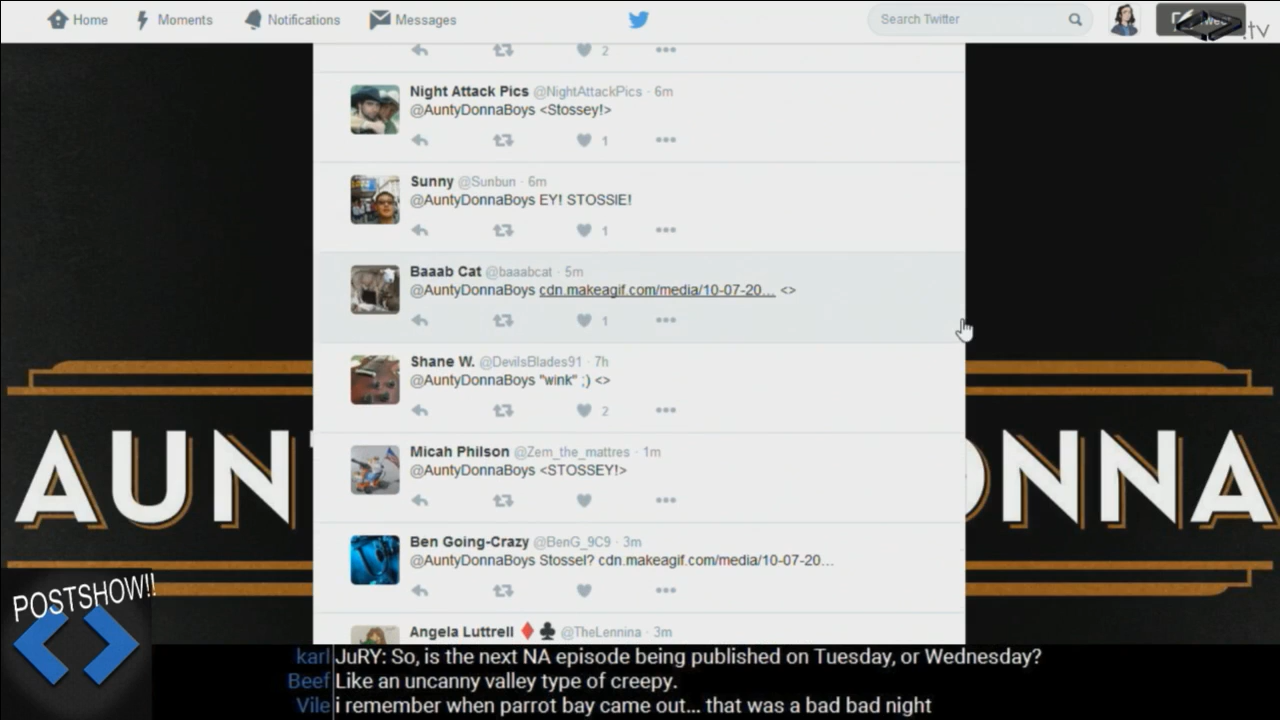 Home Moments Notifications Messages Search Twitter Tweet .tv
2
Night Attack Pics @NightAttackPics · 6m
@AuntyDonnaBoys <Stossey!>
1
Sunny @Sunbun · 6m
@AuntyDonnaBoys EY! STOSSIE!
1
Baaab Cat @baaabcat · 5m
@AuntyDonnaBoys cdn.makeagif.com/media/10-07-20... <>
1
Shane W. @DevilsBlades91 · 7h
@AuntyDonnaBoys "wink" ;) <>
2
Micah Philson @Zem_the_mattres · 1m
@AuntyDonnaBoys <STOSSEY!>
AUN ONNA
Ben Going-Crazy @BenG_9C9 · 3m
@AuntyDonnaBoys Stossel? cdn.makeagif.com/media/10-07-20...
POSTSHOW!!
<>
Angela Luttrell ♦️ ♣ @TheLennina · 3m
karl JuRY: So, is the next NA episode being published on Tuesday, or Wednesday?
Beef Like an uncanny valley type of creepy.
Vile i remember when parrot bay came out... that was a bad bad night